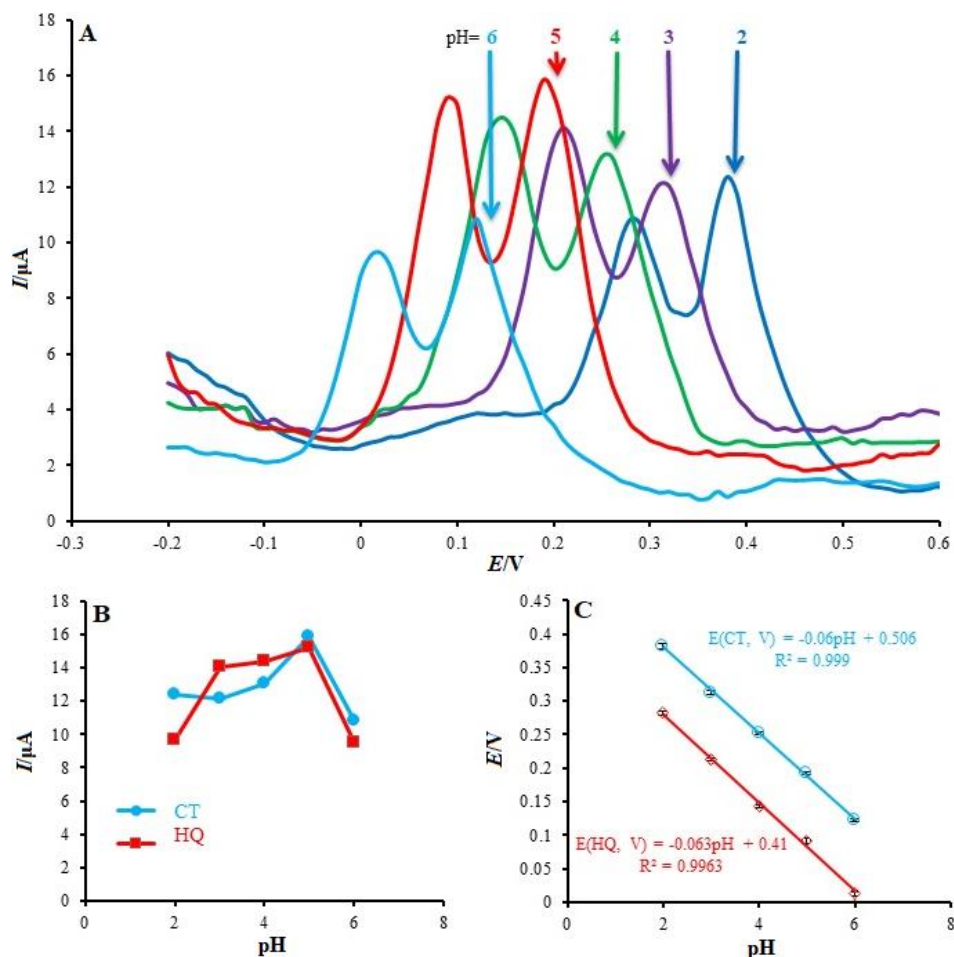 A
pH= 6 5 4 3 2
18
16
14
12
10
8
6
4
2
0
I/µA
-0.3 -0.2 -0.1 0 0.1 0.2 0.3 0.4 0.5 0.6
E/V
B
18
16
14
12
10
8
6
4
2
0
I/µA
CT
HQ
0 2 4 6 8
pH
C
0.45
0.4
0.35
0.3
0.25
0.2
0.15
0.1
0.05
0
E/V
E(CT, V) = -0.06pH + 0.506
R² = 0.999
E(HQ, V) = -0.063pH + 0.41
R² = 0.9963
0 2 4 6 8
pH